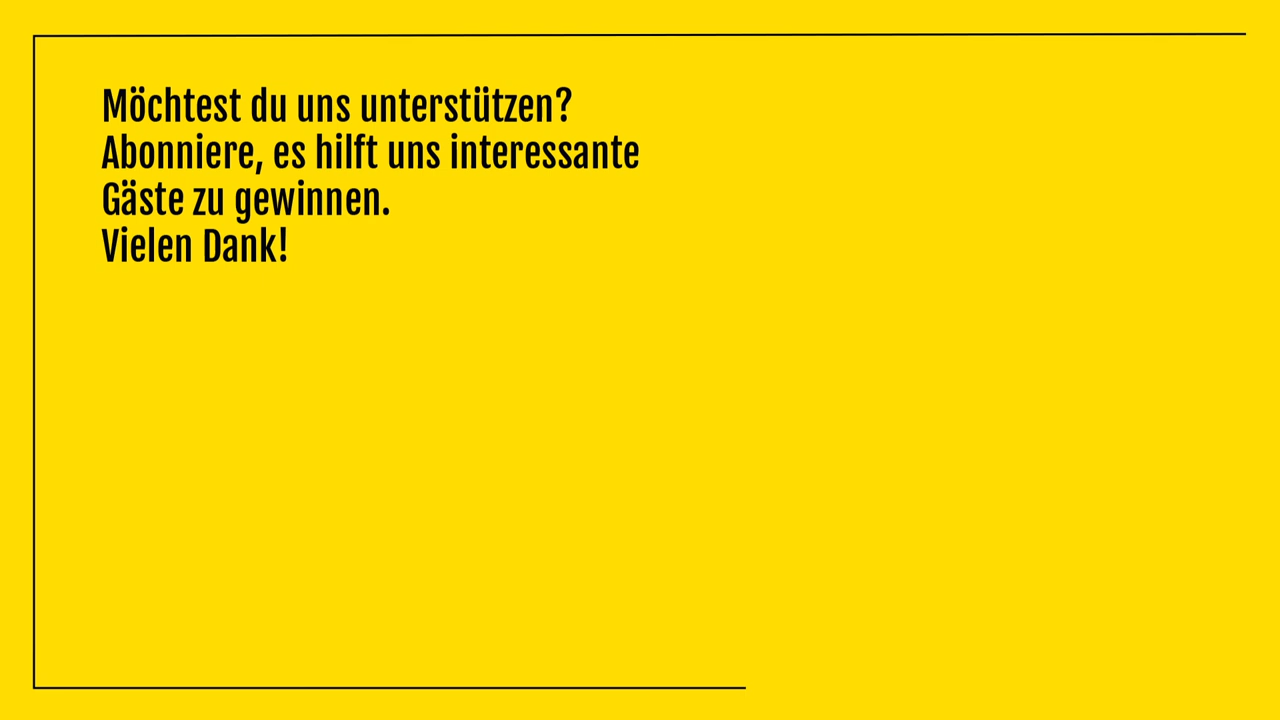 Möchtest du uns unterstützen?
Abonniere, es hilft uns interessante
Gäste zu gewinnen.
Vielen Dank!